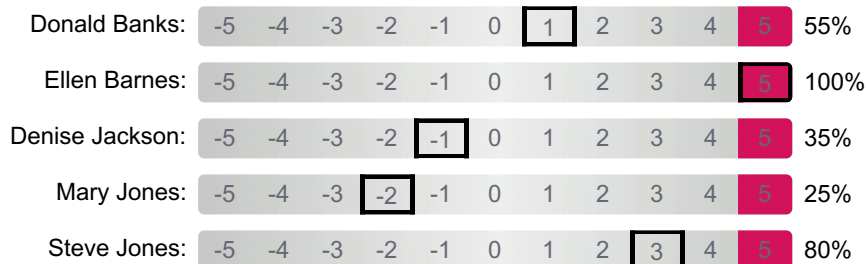 Donald Banks: -5 -4 -3 -2 -1 0 1 2 3 4 5 55%
Ellen Barnes: -5 -4 -3 -2 -1 0 1 2 3 4 5 100%
Denise Jackson: -5 -4 -3 -2 -1 0 1 2 3 4 5 35%
Mary Jones: -5 -4 -3 -2 -1 0 1 2 3 4 5 25%
Steve Jones: -5 -4 -3 -2 -1 0 1 2 3 4 5 80%